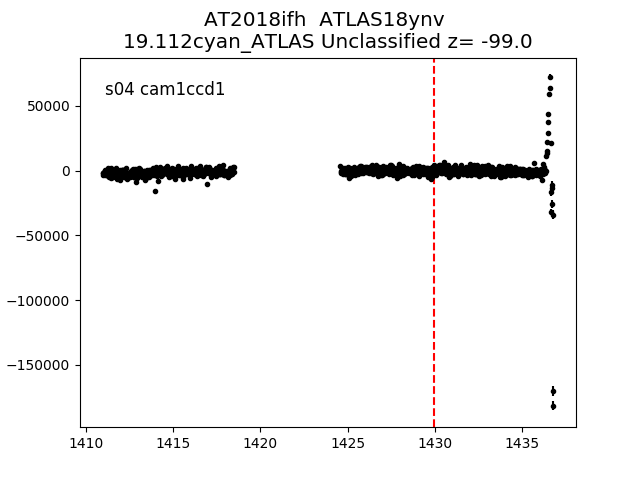 AT2018ifh  ATLAS18ynv
19.112cyan_ATLAS Unclassified z= -99.0
s04 cam1ccd1
50000
0
−50000
−100000
−150000
1410 1415 1420 1425 1430 1435